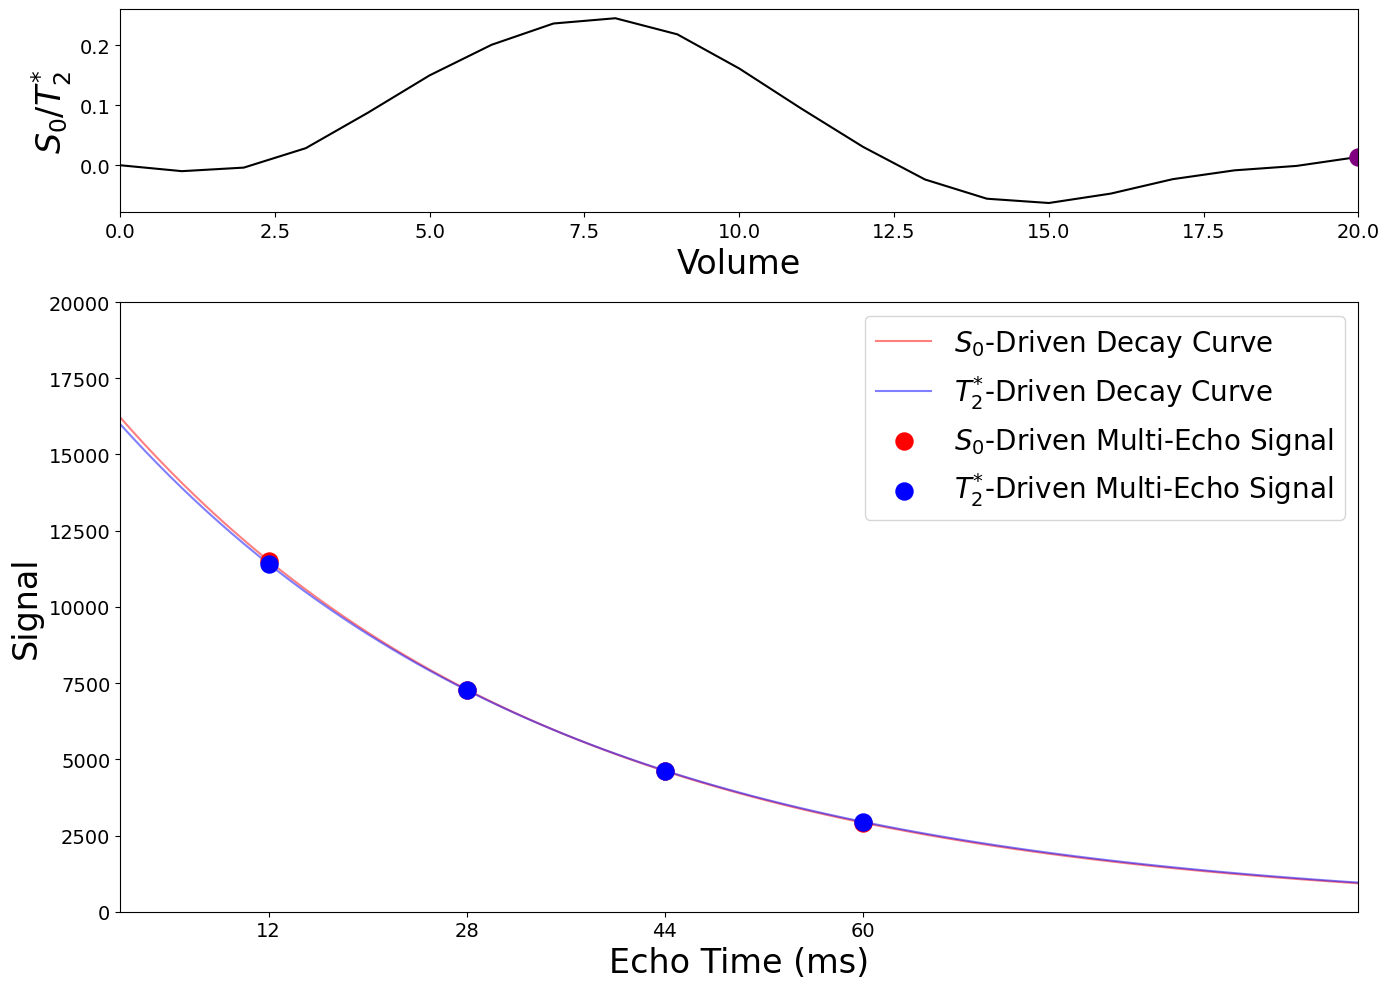 S₀/T₂*
0.2
0.1
0.0
0.0 2.5 5.0 7.5 10.0 12.5 15.0 17.5 20.0
Volume
Signal
20000
17500
15000
12500
10000
7500
5000
2500
0
S₀-Driven Decay Curve
T₂*-Driven Decay Curve
S₀-Driven Multi-Echo Signal
T₂*-Driven Multi-Echo Signal
12 28 44 60
Echo Time (ms)